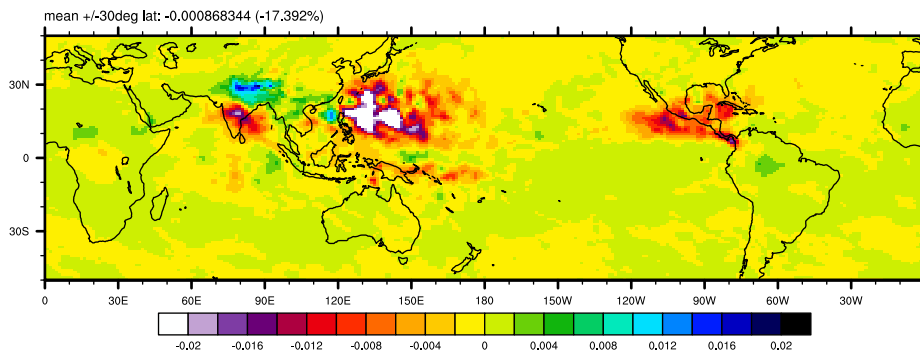 mean +/-30deg lat: -0.000868344 (-17.392%)
30N
0
30S
0 30E 60E 90E 120E 150E 180 150W 120W 90W 60W 30W
-0.02 -0.016 -0.012 -0.008 -0.004 0 0.004 0.008 0.012 0.016 0.02